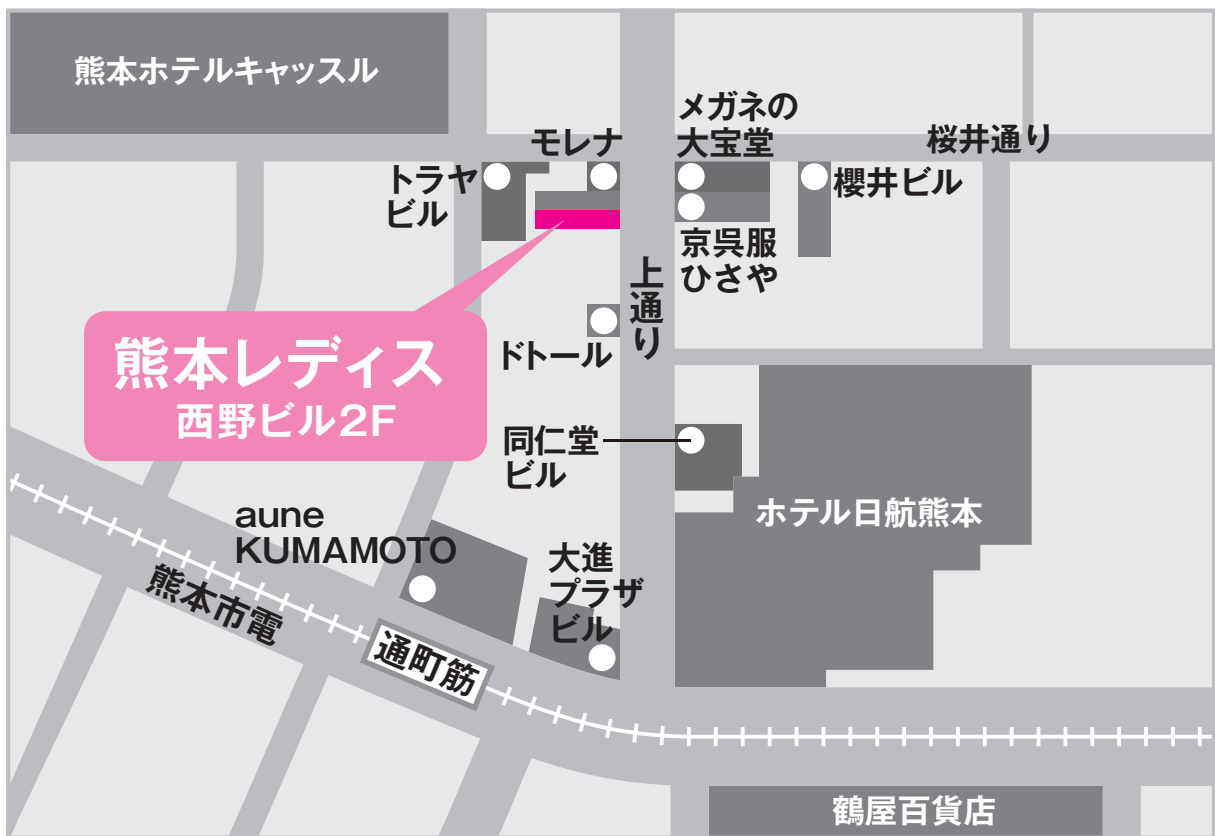 熊本ホテルキャッスル
メガネの
大宝堂
桜井通り
モレナ
トラヤ
ビル
櫻井ビル
京呉服
ひさや
上通り
熊本レディス
西野ビル2F
ドトール
同仁堂
ビル
ホテル日航熊本
aune
KUMAMOTO
大進
プラザ
ビル
熊本市電
通町筋
鶴屋百貨店